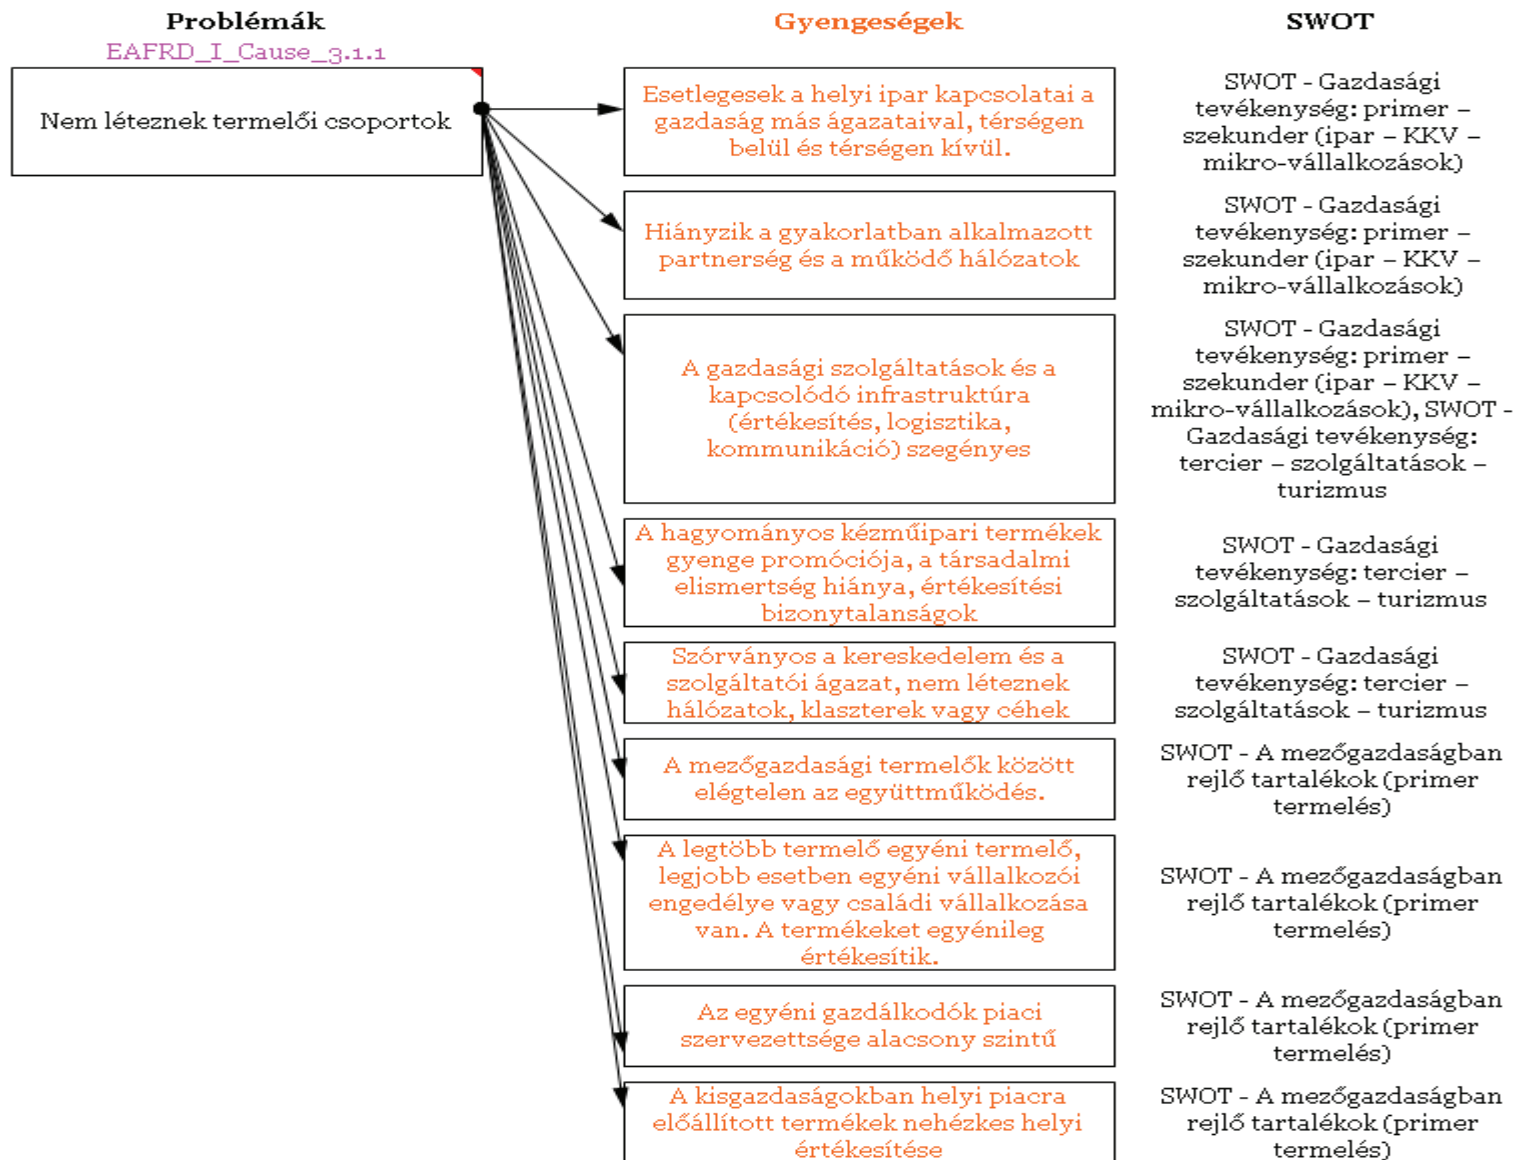 Problémák
EAFRD_I_Cause_3.1.1
Nem léteznek termelői csoportok
Gyengeségek
SWOT
Esetlegesek a helyi ipar kapcsolatai a
gazdaság más ágazataival, térségen
belül és térségen kívül.
SWOT - Gazdasági
tevékenység: primer –
szekunder (ipar – KKV –
mikro-vállalkozások)
Hiányzik a gyakorlatban alkalmazott
partnerség és a működő hálózatok
SWOT - Gazdasági
tevékenység: primer –
szekunder (ipar – KKV –
mikro-vállalkozások)
A gazdasági szolgáltatások és a
kapcsolódó infrastruktúra
(értékesítés, logisztika,
kommunikáció) szegényes
SWOT - Gazdasági
tevékenység: primer –
szekunder (ipar – KKV –
mikro-vállalkozások), SWOT -
Gazdasági tevékenység:
tercier – szolgáltatások –
turizmus
A hagyományos kézműipari termékek
gyenge promóciója, a társadalmi
elismertség hiánya, értékesítési
bizonytalanságok
SWOT - Gazdasági
tevékenység: tercier –
szolgáltatások – turizmus
Szórványos a kereskedelem és a
szolgáltatói ágazat, nem léteznek
hálózatok, klaszterek vagy céhek
SWOT - Gazdasági
tevékenység: tercier –
szolgáltatások – turizmus
A mezőgazdasági termelők között
elégtelen az együttműködés.
SWOT - A mezőgazdaságban
rejlő tartalékok (primer
termelés)
A legtöbb termelő egyéni termelő,
legjobb esetben egyéni vállalkozói
engedélye vagy családi vállalkozása
van. A termékeket egyénileg
értékesítik.
SWOT - A mezőgazdaságban
rejlő tartalékok (primer
termelés)
Az egyéni gazdálkodók piaci
szervezettsége alacsony szintű
SWOT - A mezőgazdaságban
rejlő tartalékok (primer
termelés)
A kisgazdaságokban helyi piacra
előállított termékek nehézkes helyi
értékesítése
SWOT - A mezőgazdaságban
rejlő tartalékok (primer
termelés)